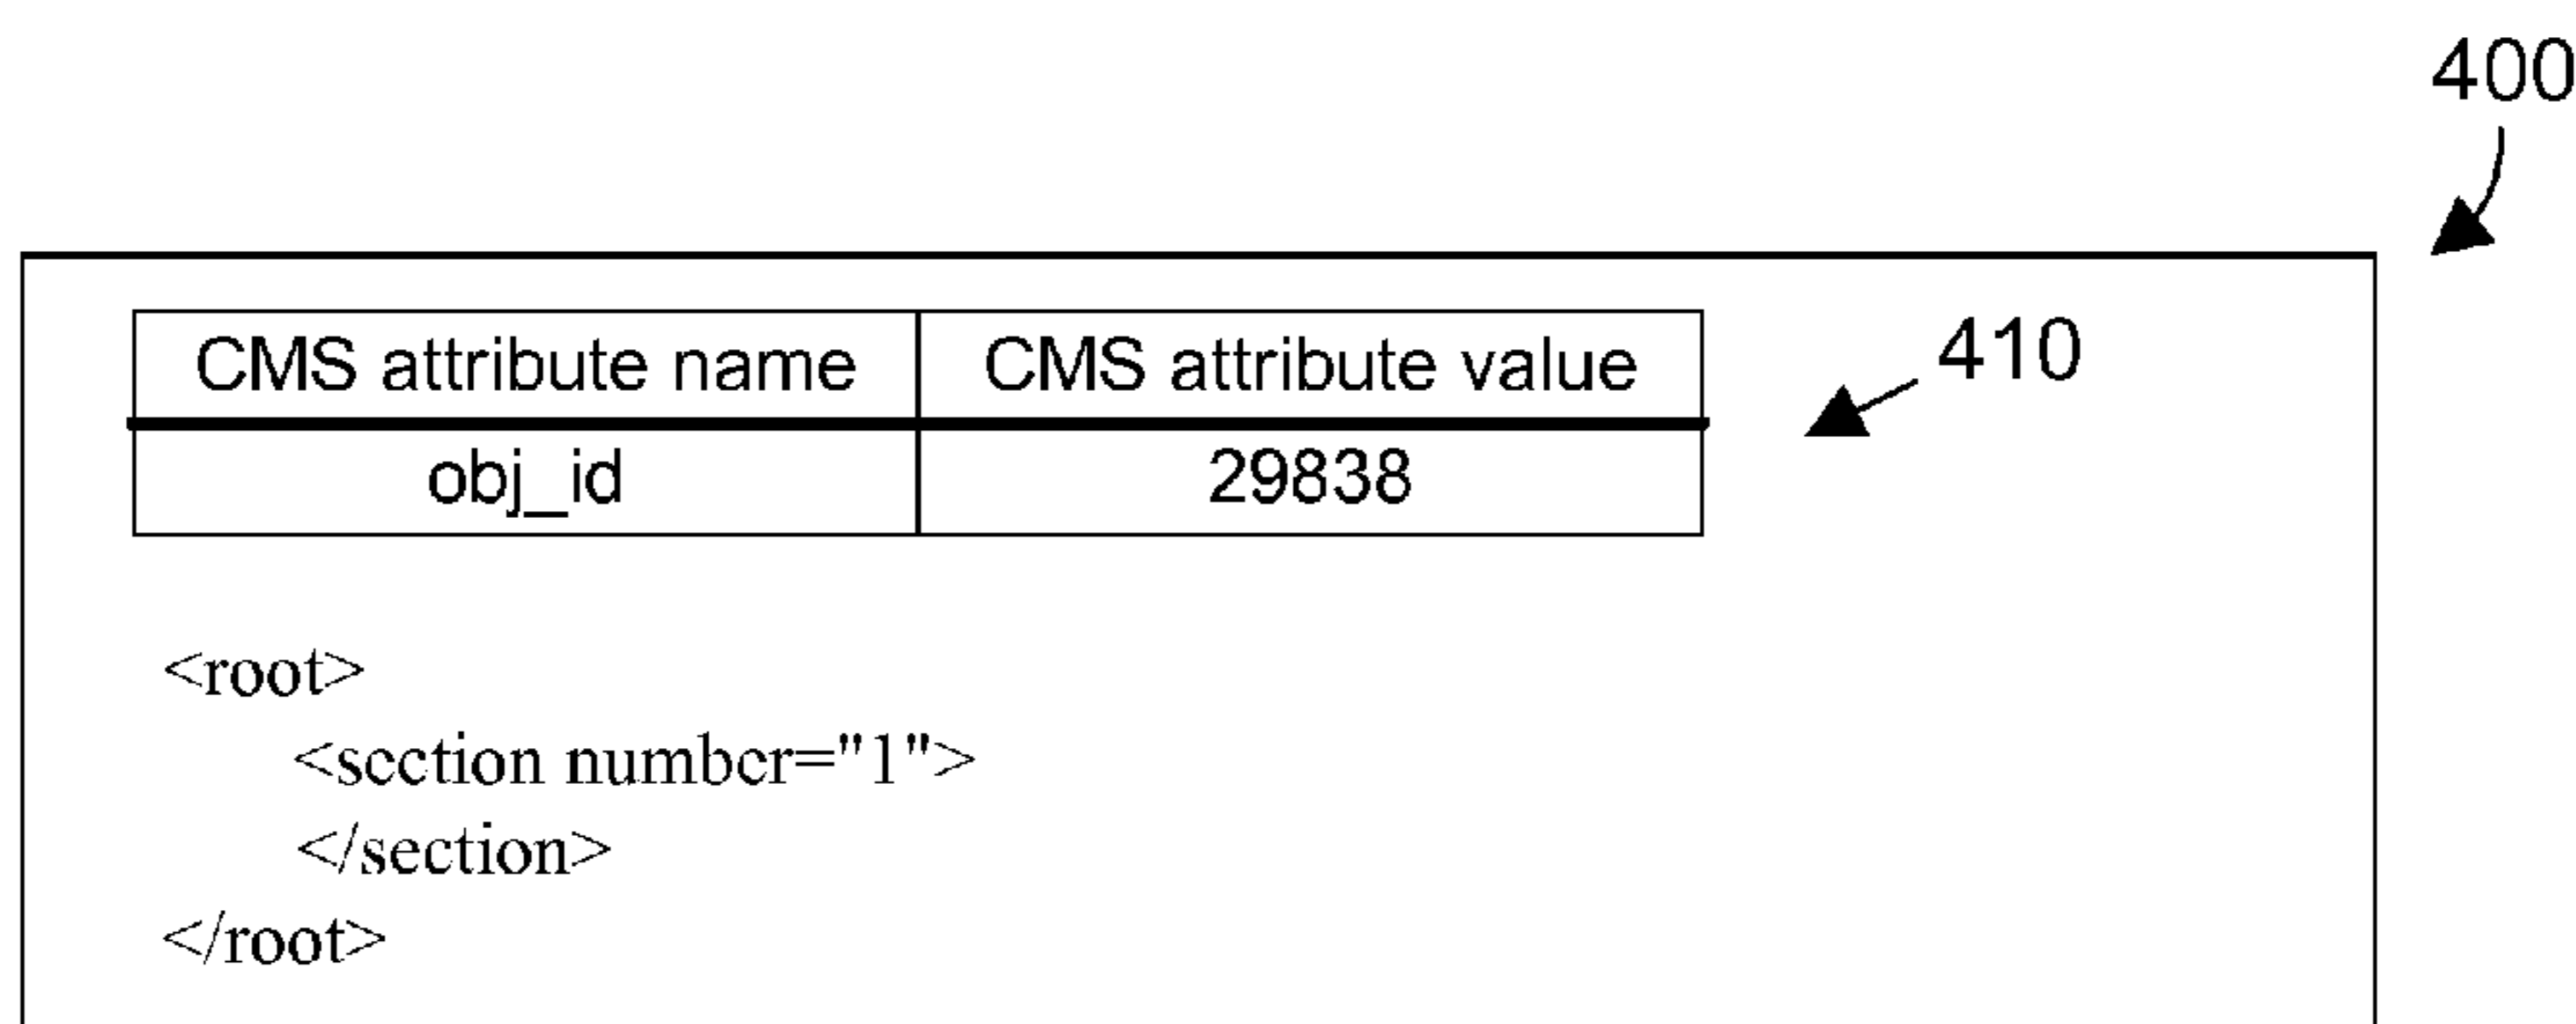 400
CMS attribute name CMS attribute value
410
obj_id 29838
<root>
<section number="1">
</section>
</root>